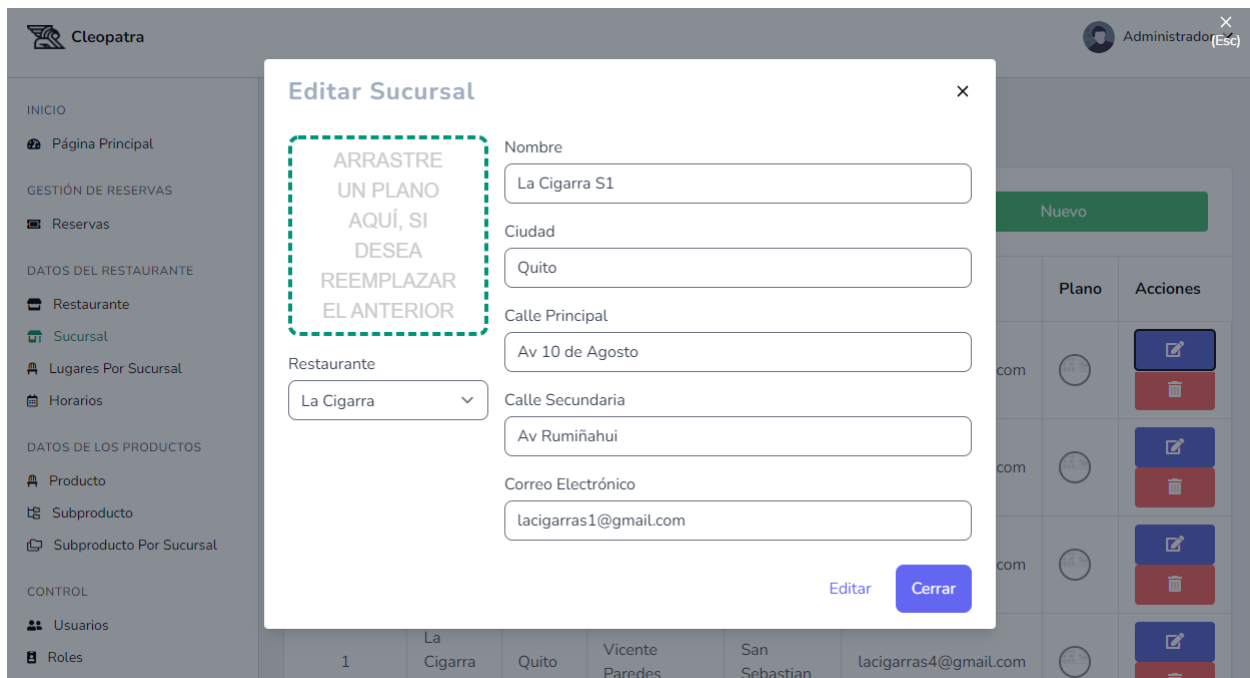 Cleopatra
Administrador
(Esc)
INICIO
Página Principal
GESTIÓN DE RESERVAS
Reservas
DATOS DEL RESTAURANTE
Restaurante
Sucursal
Lugares Por Sucursal
Horarios
DATOS DE LOS PRODUCTOS
Producto
Subproducto
Subproducto Por Sucursal
CONTROL
Usuarios
Roles
Editar Sucursal
ARRASTRE
UN PLANO
AQUÍ, SI
DESEA
REEMPLAZAR
EL ANTERIOR
Restaurante
La Cigarra
Nombre
La Cigarra S1
Ciudad
Quito
Calle Principal
Av 10 de Agosto
Calle Secundaria
Av Rumiñahui
Correo Electrónico
lacigarras1@gmail.com
Editar
Cerrar
Nuevo
Plano Acciones
com
com
com
La
Cigarra
1
Quito
Vicente
Paredes
San
Sebastian
lacigarras4@gmail.com